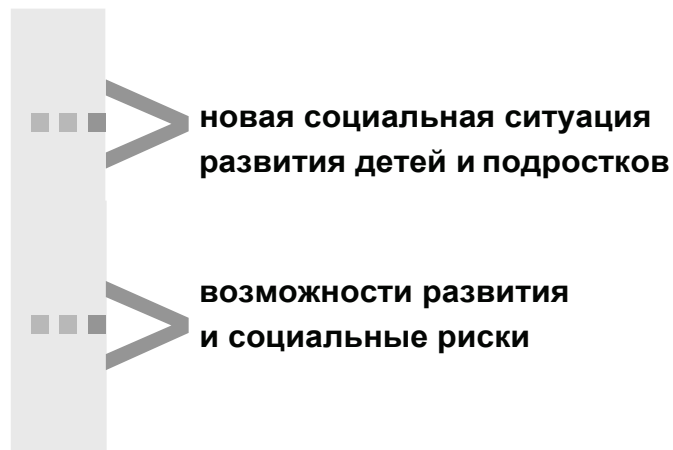 новая социальная ситуация
развития детей и подростков
возможности развития
и социальные риски